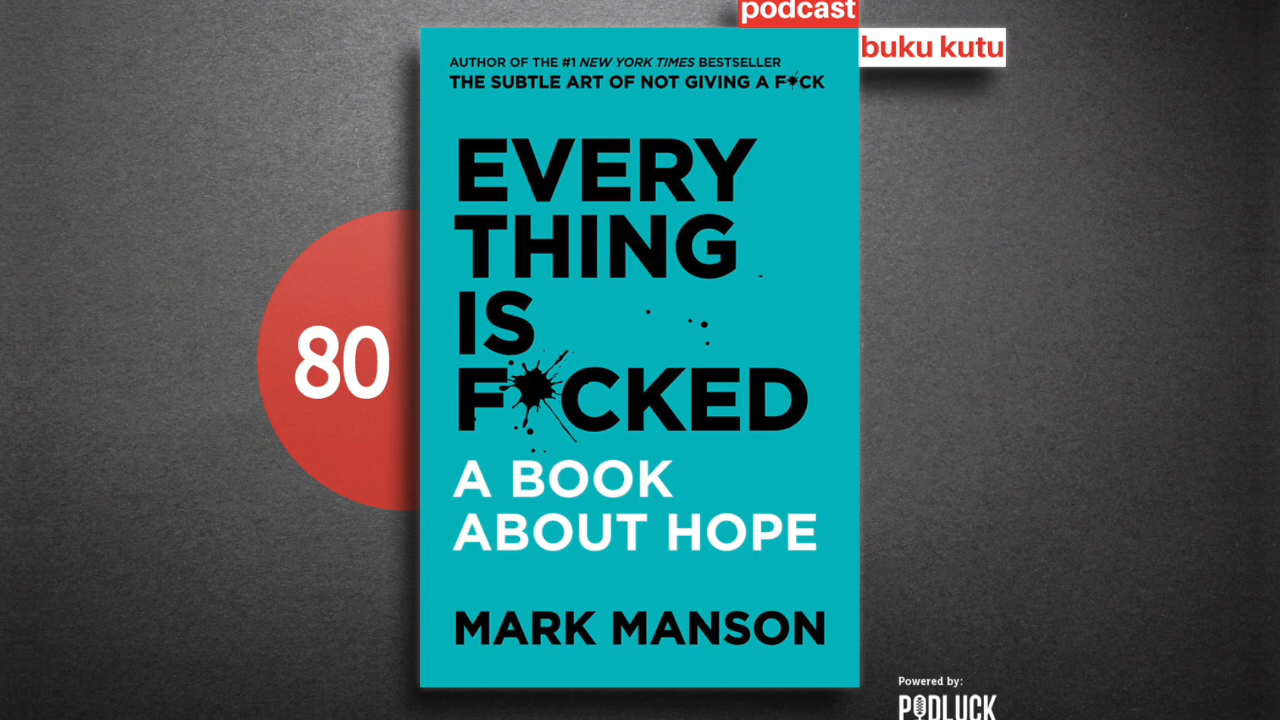 podcast
buku kutu
AUTHOR OF THE #1 NEW YORK TIMES BESTSELLER
THE SUBTLE ART OF NOT GIVING A F*CK
EVERY
THING
IS
F*CKED
A BOOK
ABOUT HOPE
MARK MANSON
80
Powered by:
PODLUCK